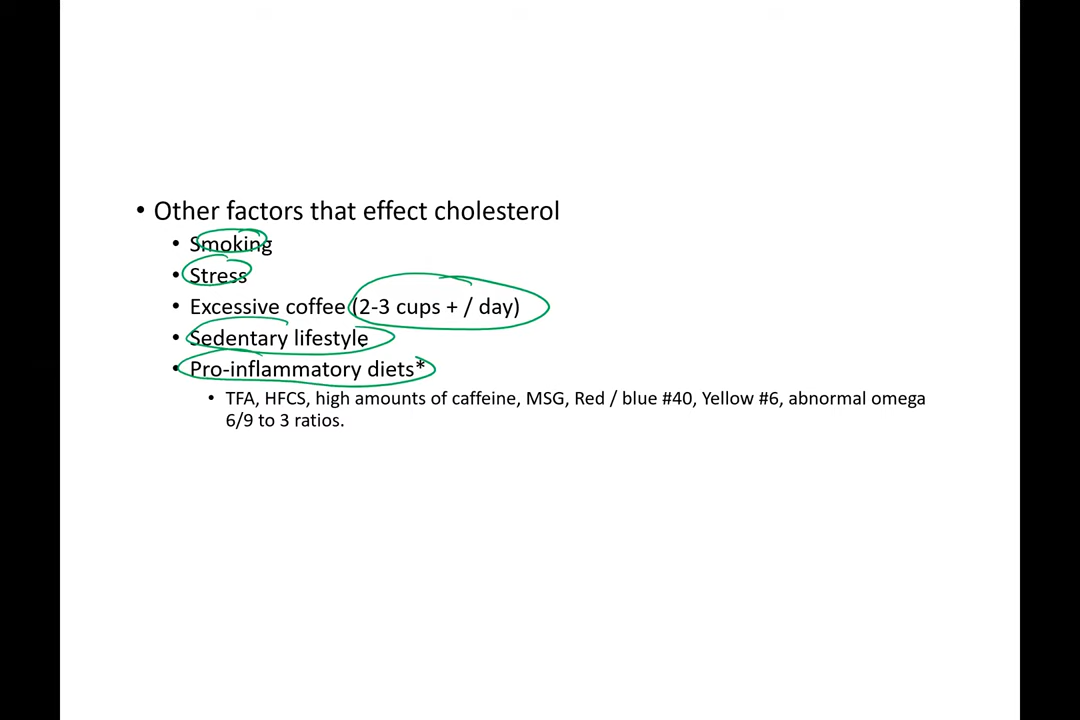 • Other factors that effect cholesterol
• Smoking
• Stress
• Excessive coffee (2-3 cups + / day)
• Sedentary lifestyle
• Pro-inflammatory diets*
• TFA, HFCS, high amounts of caffeine, MSG, Red / blue #40, Yellow #6, abnormal omega
6/9 to 3 ratios.